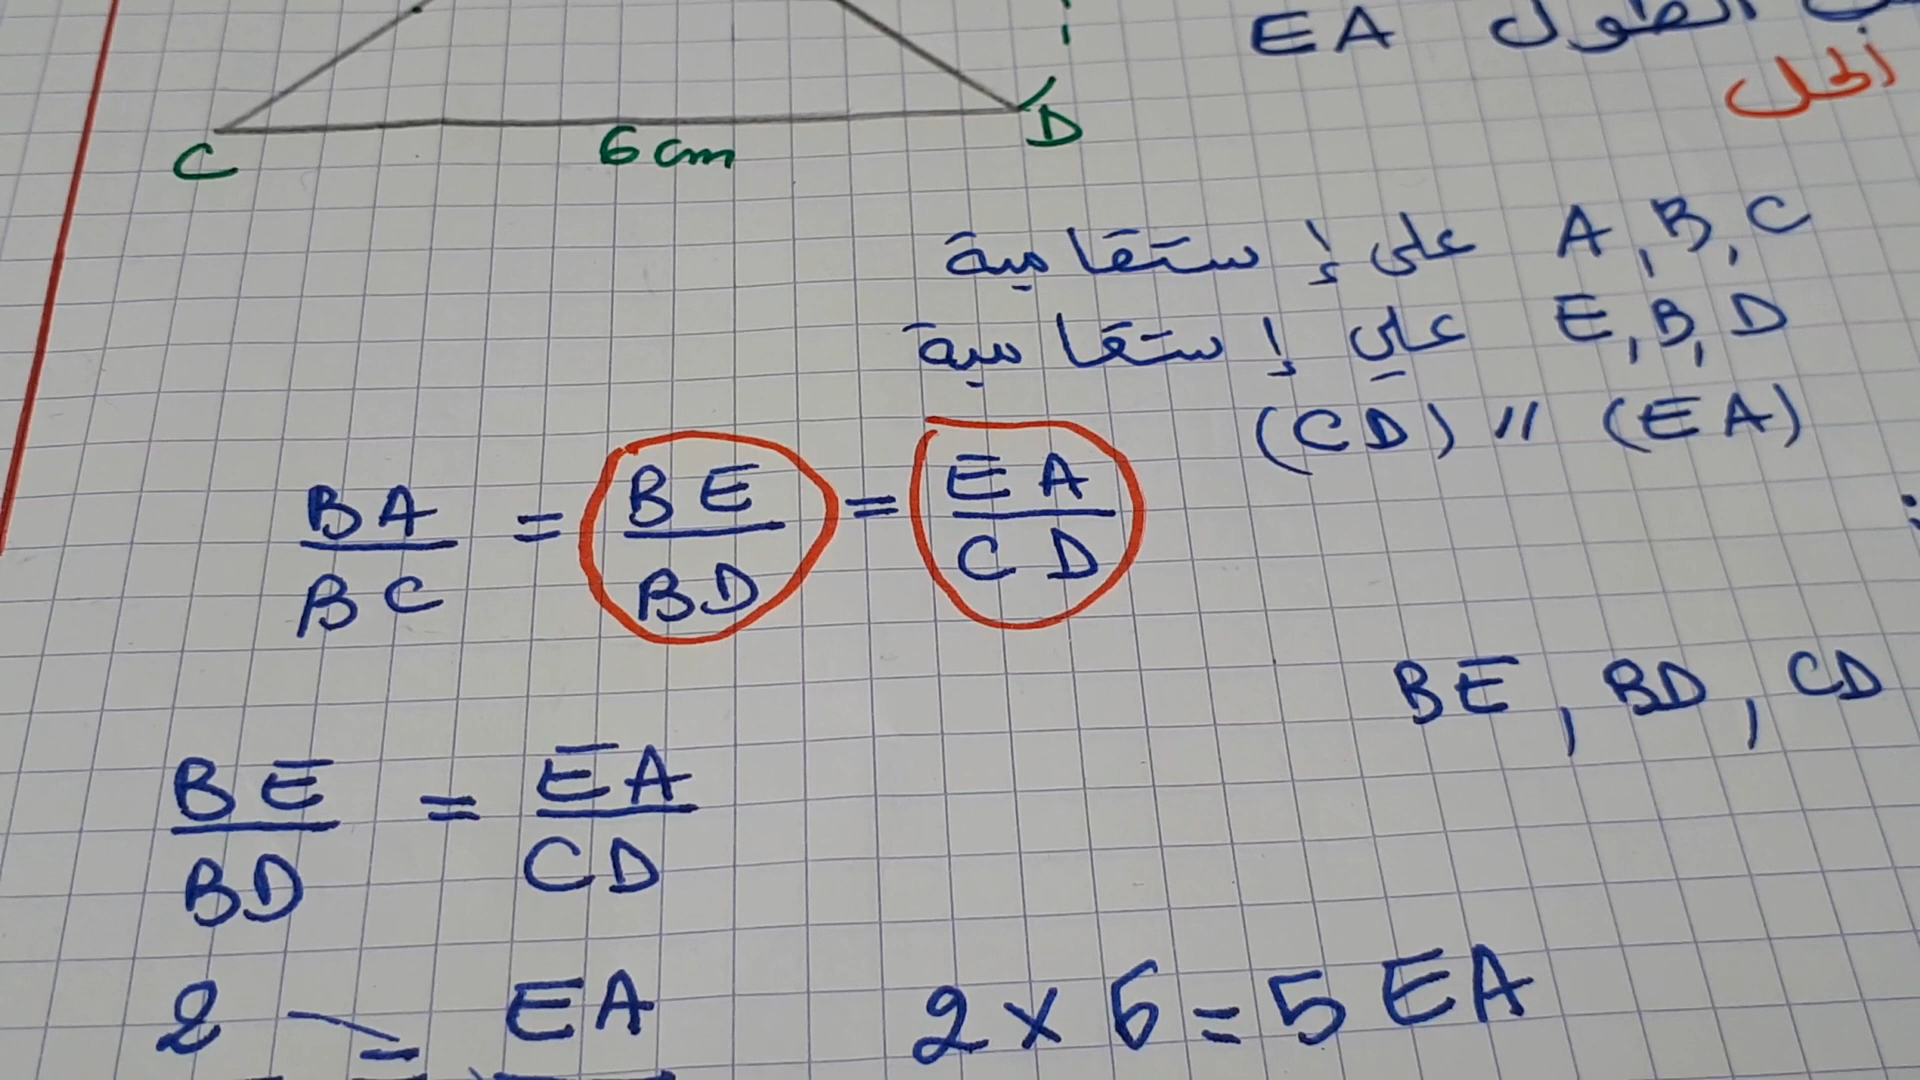 الطول EA
الحل
C 6 cm D
A, B, C على إستقامية
E, B, D على إستقامية
(CD) // (EA)
BA/BC = BE/BD = EA/CD
BE, BD, CD
BE/BD = EA/CD
2 = EA
2 × 6 = 5 EA